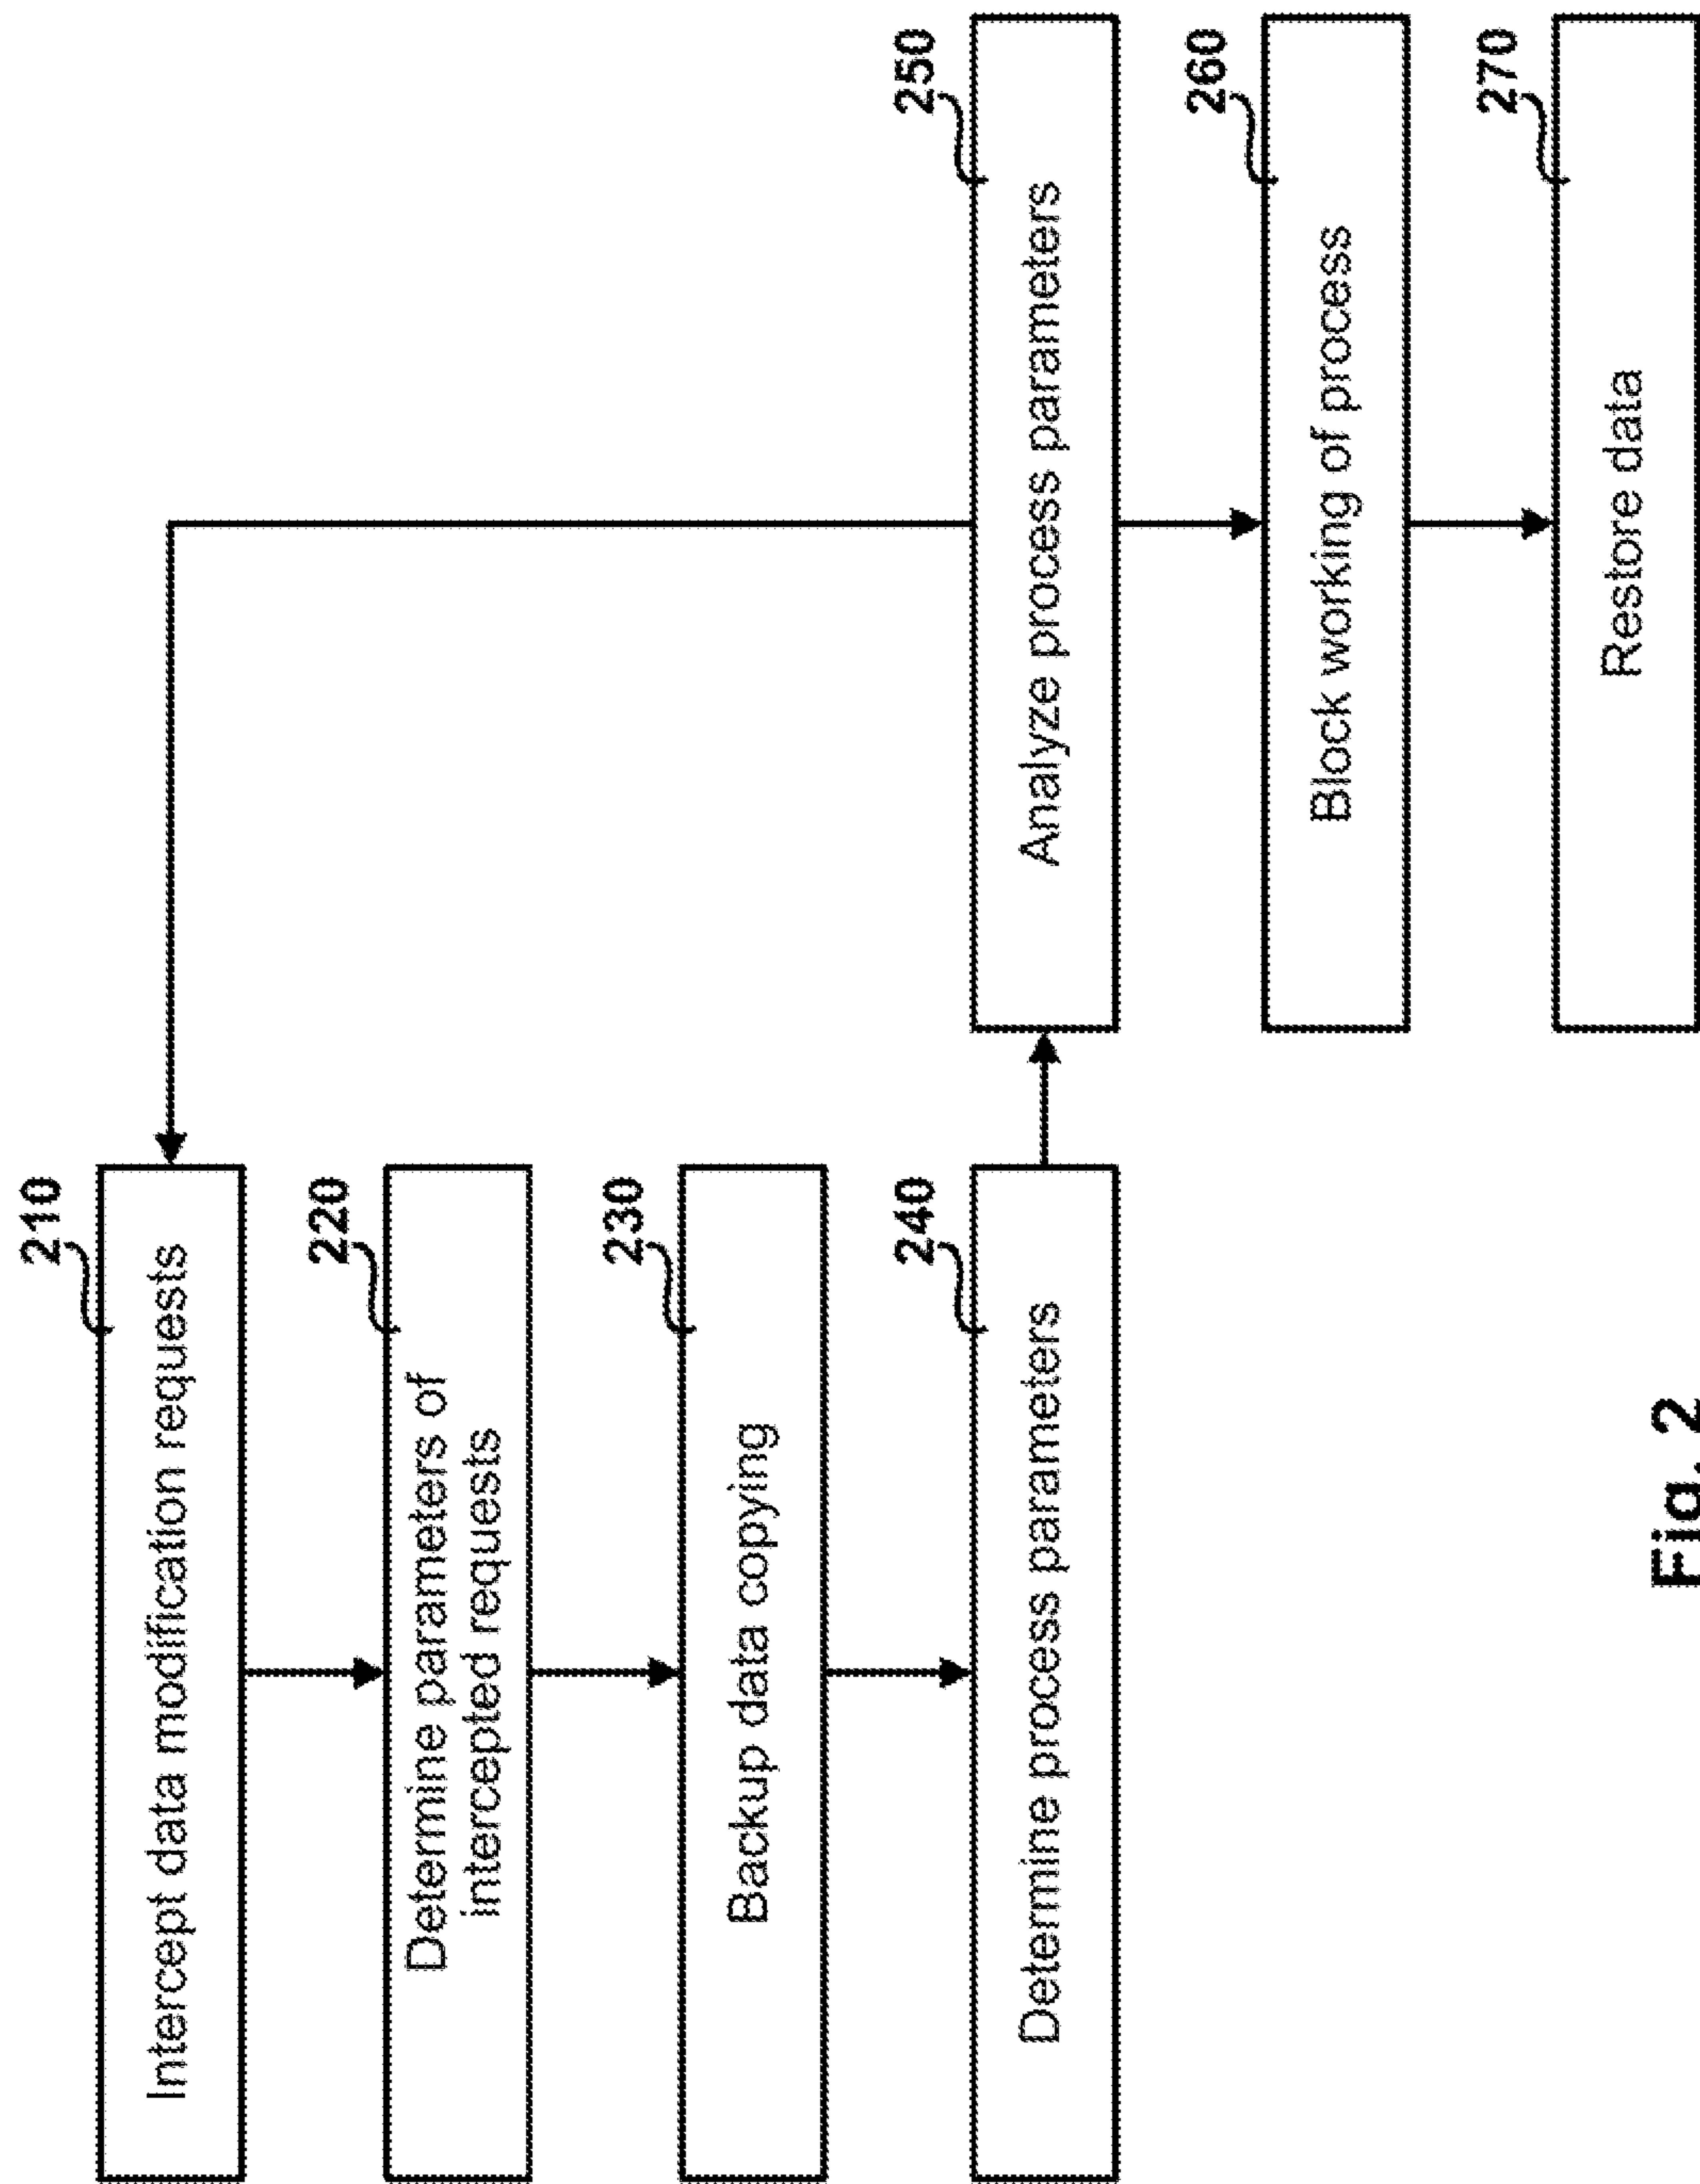 210
Intercept data modification requests
220
Determine parameters of
intercepted requests
230
Backup data copying
240
Determine process parameters
250
Analyze process parameters
260
Block working of process
270
Restore data
Fig. 2